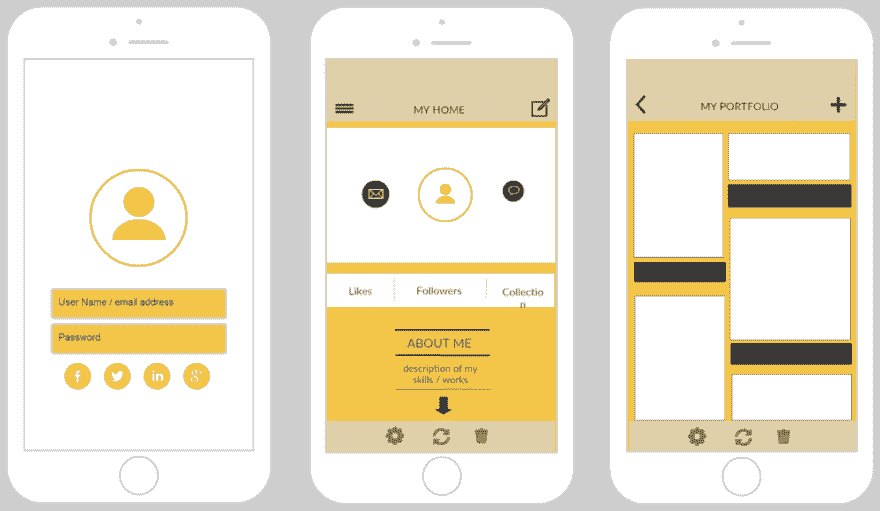 User Name / email address
Password
f
in
g+
MY HOME
Likes
Followers
Collectio
n
ABOUT ME
description of my
skills / works
MY PORTFOLIO